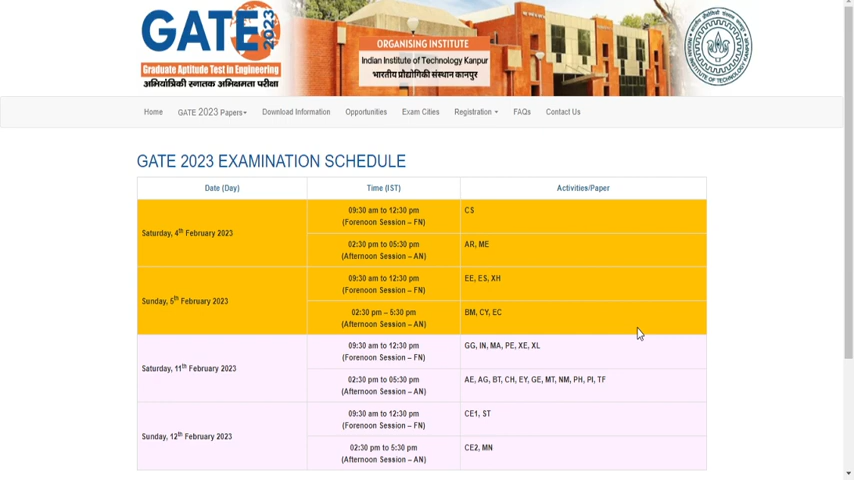 GATE 2023
Graduate Aptitude Test in Engineering
अभियांत्रिकी स्नातक अभिक्षमता परीक्षा
ORGANISING INSTITUTE
Indian Institute of Technology Kanpur
भारतीय प्रौद्योगिकी संस्थान कानपुर
Home GATE 2023 Papers Download Information Opportunities Exam Cities Registration FAQs Contact Us
GATE 2023 EXAMINATION SCHEDULE
Date (Day) Time (IST) Activities/Paper
Saturday, 4th February 2023
09:30 am to 12:30 pm
(Forenoon Session – FN)
CS
02:30 pm to 05:30 pm
(Afternoon Session – AN)
AR, ME
Sunday, 5th February 2023
09:30 am to 12:30 pm
(Forenoon Session – FN)
EE, ES, XH
02:30 pm – 5:30 pm
(Afternoon Session – AN)
BM, CY, EC
Saturday, 11th February 2023
09:30 am to 12:30 pm
(Forenoon Session – FN)
GG, IN, MA, PE, XE, XL
02:30 pm to 05:30 pm
(Afternoon Session – AN)
AE, AG, BT, CH, EY, GE, MT, NM, PH, PI, TF
Sunday, 12th February 2023
09:30 am to 12:30 pm
(Forenoon Session – FN)
CE1, ST
02:30 pm to 5:30 pm
(Afternoon Session – AN)
CE2, MN